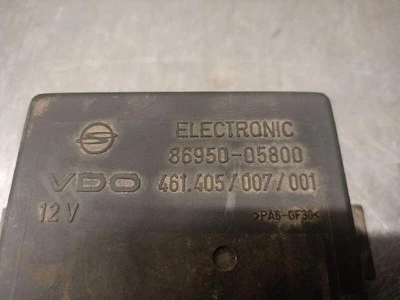 ELECTRONIC
86950-05800
VDO 461.405/007/001
12 V >PA6-GF30<